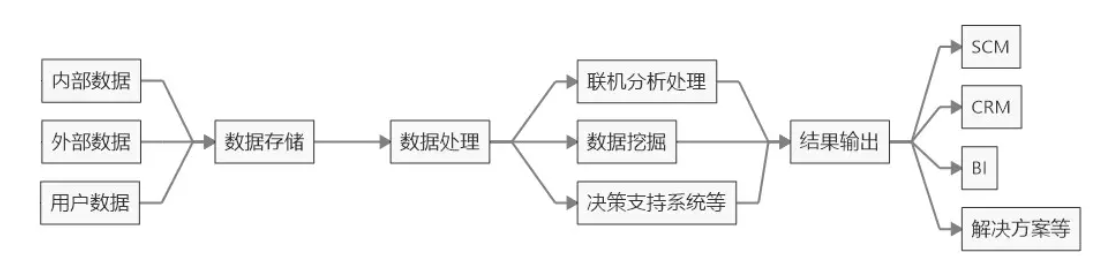 内部数据
外部数据
用户数据
数据存储
数据处理
联机分析处理
数据挖掘
决策支持系统等
结果输出
SCM
CRM
BI
解决方案等